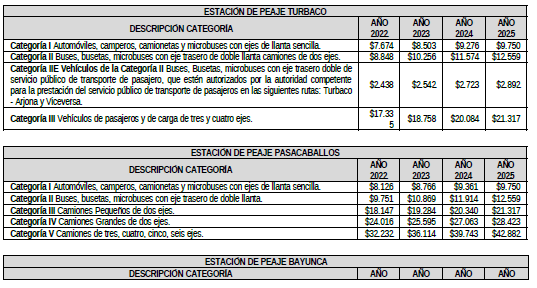 ESTACIÓN DE PEAJE TURBACO
DESCRIPCIÓN CATEGORÍA AÑO 2022 AÑO 2023 AÑO 2024 AÑO 2025
Categoría I Automóviles, camperos, camionetas y microbuses con ejes de llanta sencilla. $7.674 $8.503 $9.276 $9.750
Categoría II Buses, busetas, microbuses con eje trasero de doble llanta camiones de dos ejes. $8.848 $10.256 $11.574 $12.559
Categoría IIE Vehículos de la Categoría II Buses, Busetas, microbuses con eje trasero doble de
servicio público de transporte de pasajero, que estén autorizados por la autoridad competente
para la prestación del servicio público de transporte de pasajeros en las siguientes rutas: Turbaco
- Arjona y Viceversa. $2.438 $2.542 $2.723 $2.892
Categoría III Vehículos de pasajeros y de carga de tres y cuatro ejes. $17.33
5 $18.758 $20.084 $21.317
ESTACIÓN DE PEAJE PASACABALLOS
DESCRIPCIÓN CATEGORÍA AÑO 2022 AÑO 2023 AÑO 2024 AÑO 2025
Categoría I Automóviles, camperos, camionetas y microbuses con ejes de llanta sencilla. $8.126 $8.766 $9.361 $9.750
Categoría II Buses, busetas, microbuses con eje trasero de doble llanta. $9.751 $10.869 $11.914 $12.559
Categoría III Camiones Pequeños de dos ejes. $18.147 $19.284 $20.340 $21.317
Categoría IV Camiones Grandes de dos ejes. $24.016 $25.595 $27.063 $28.423
Categoría V Camiones de tres, cuatro, cinco, seis ejes. $32.232 $36.114 $39.743 $42.882
ESTACIÓN DE PEAJE BAYUNCA
DESCRIPCIÓN CATEGORÍA AÑO AÑO AÑO AÑO